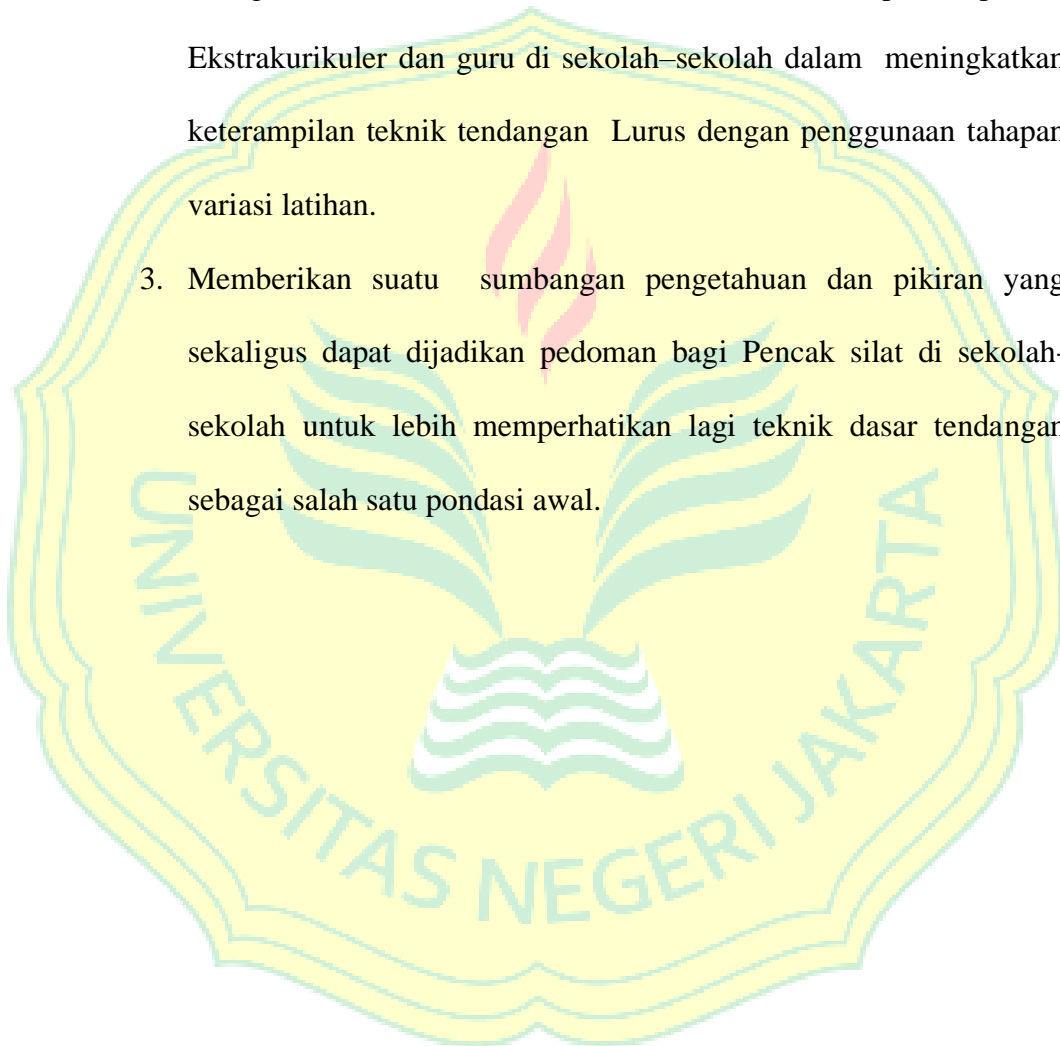 Ekstrakurikuler dan guru di sekolah–sekolah dalam meningkatkan
keterampilan teknik tendangan Lurus dengan penggunaan tahapan
variasi latihan.
3. Memberikan suatu sumbangan pengetahuan dan pikiran yang
sekaligus dapat dijadikan pedoman bagi Pencak silat di sekolah-
sekolah untuk lebih memperhatikan lagi teknik dasar tendangan
sebagai salah satu pondasi awal.
UNIVERSITAS NEGERI JAKARTA